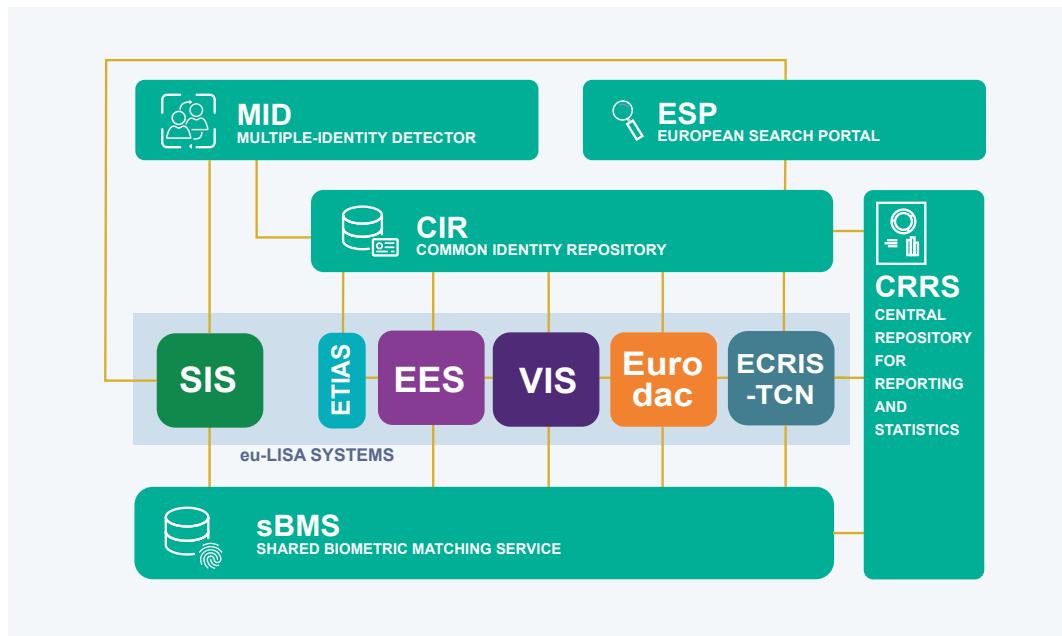 MID
MULTIPLE-IDENTITY DETECTOR
ESP
EUROPEAN SEARCH PORTAL
CIR
COMMON IDENTITY REPOSITORY
CRRS
CENTRAL
REPOSITORY
FOR
REPORTING
AND
STATISTICS
SIS
ETIAS
EES
VIS
Euro
dac
ECRIS
-TCN
eu-LISA SYSTEMS
sBMS
SHARED BIOMETRIC MATCHING SERVICE